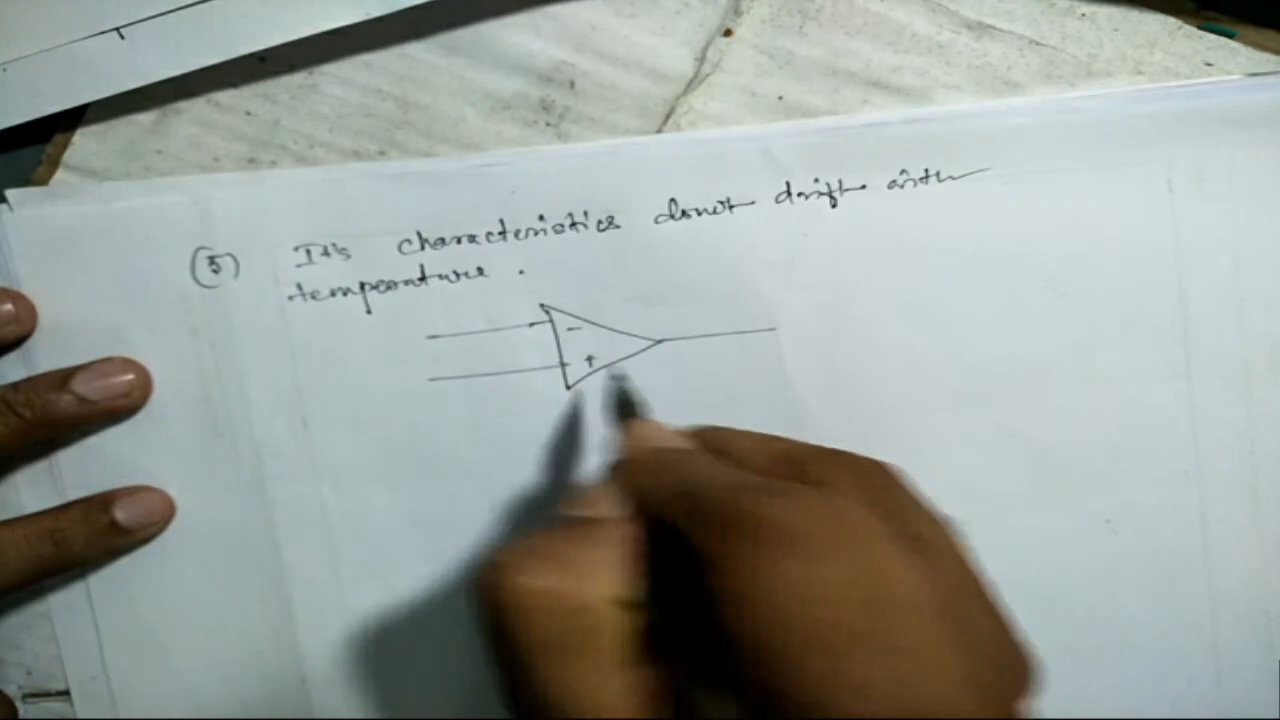 (5) It's characteristics donot drift with
temperature.
-
+